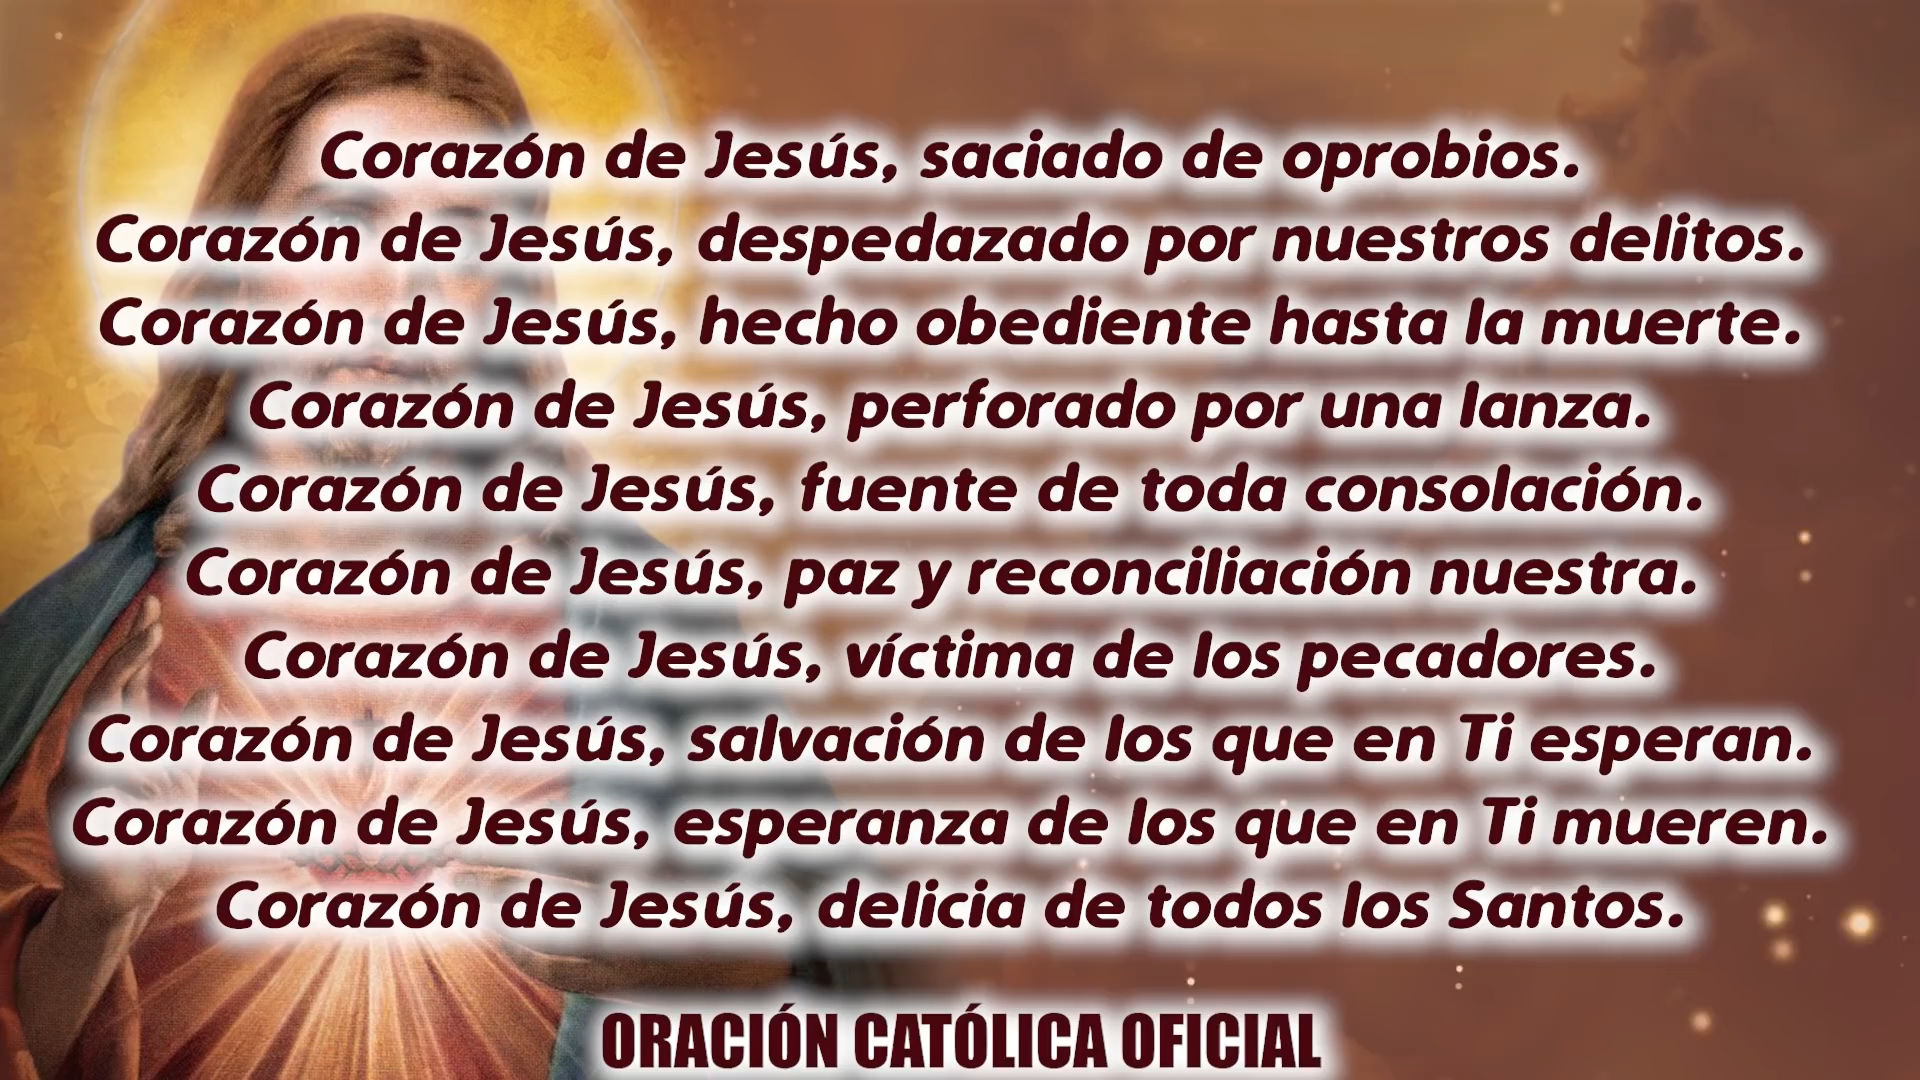 Corazón de Jesús, saciado de oprobios.
Corazón de Jesús, despedazado por nuestros delitos.
Corazón de Jesús, hecho obediente hasta la muerte.
Corazón de Jesús, perforado por una lanza.
Corazón de Jesús, fuente de toda consolación.
Corazón de Jesús, paz y reconciliación nuestra.
Corazón de Jesús, víctima de los pecadores.
Corazón de Jesús, salvación de los que en Ti esperan.
Corazón de Jesús, esperanza de los que en Ti mueren.
Corazón de Jesús, delicia de todos los Santos.
ORACIÓN CATÓLICA OFICIAL